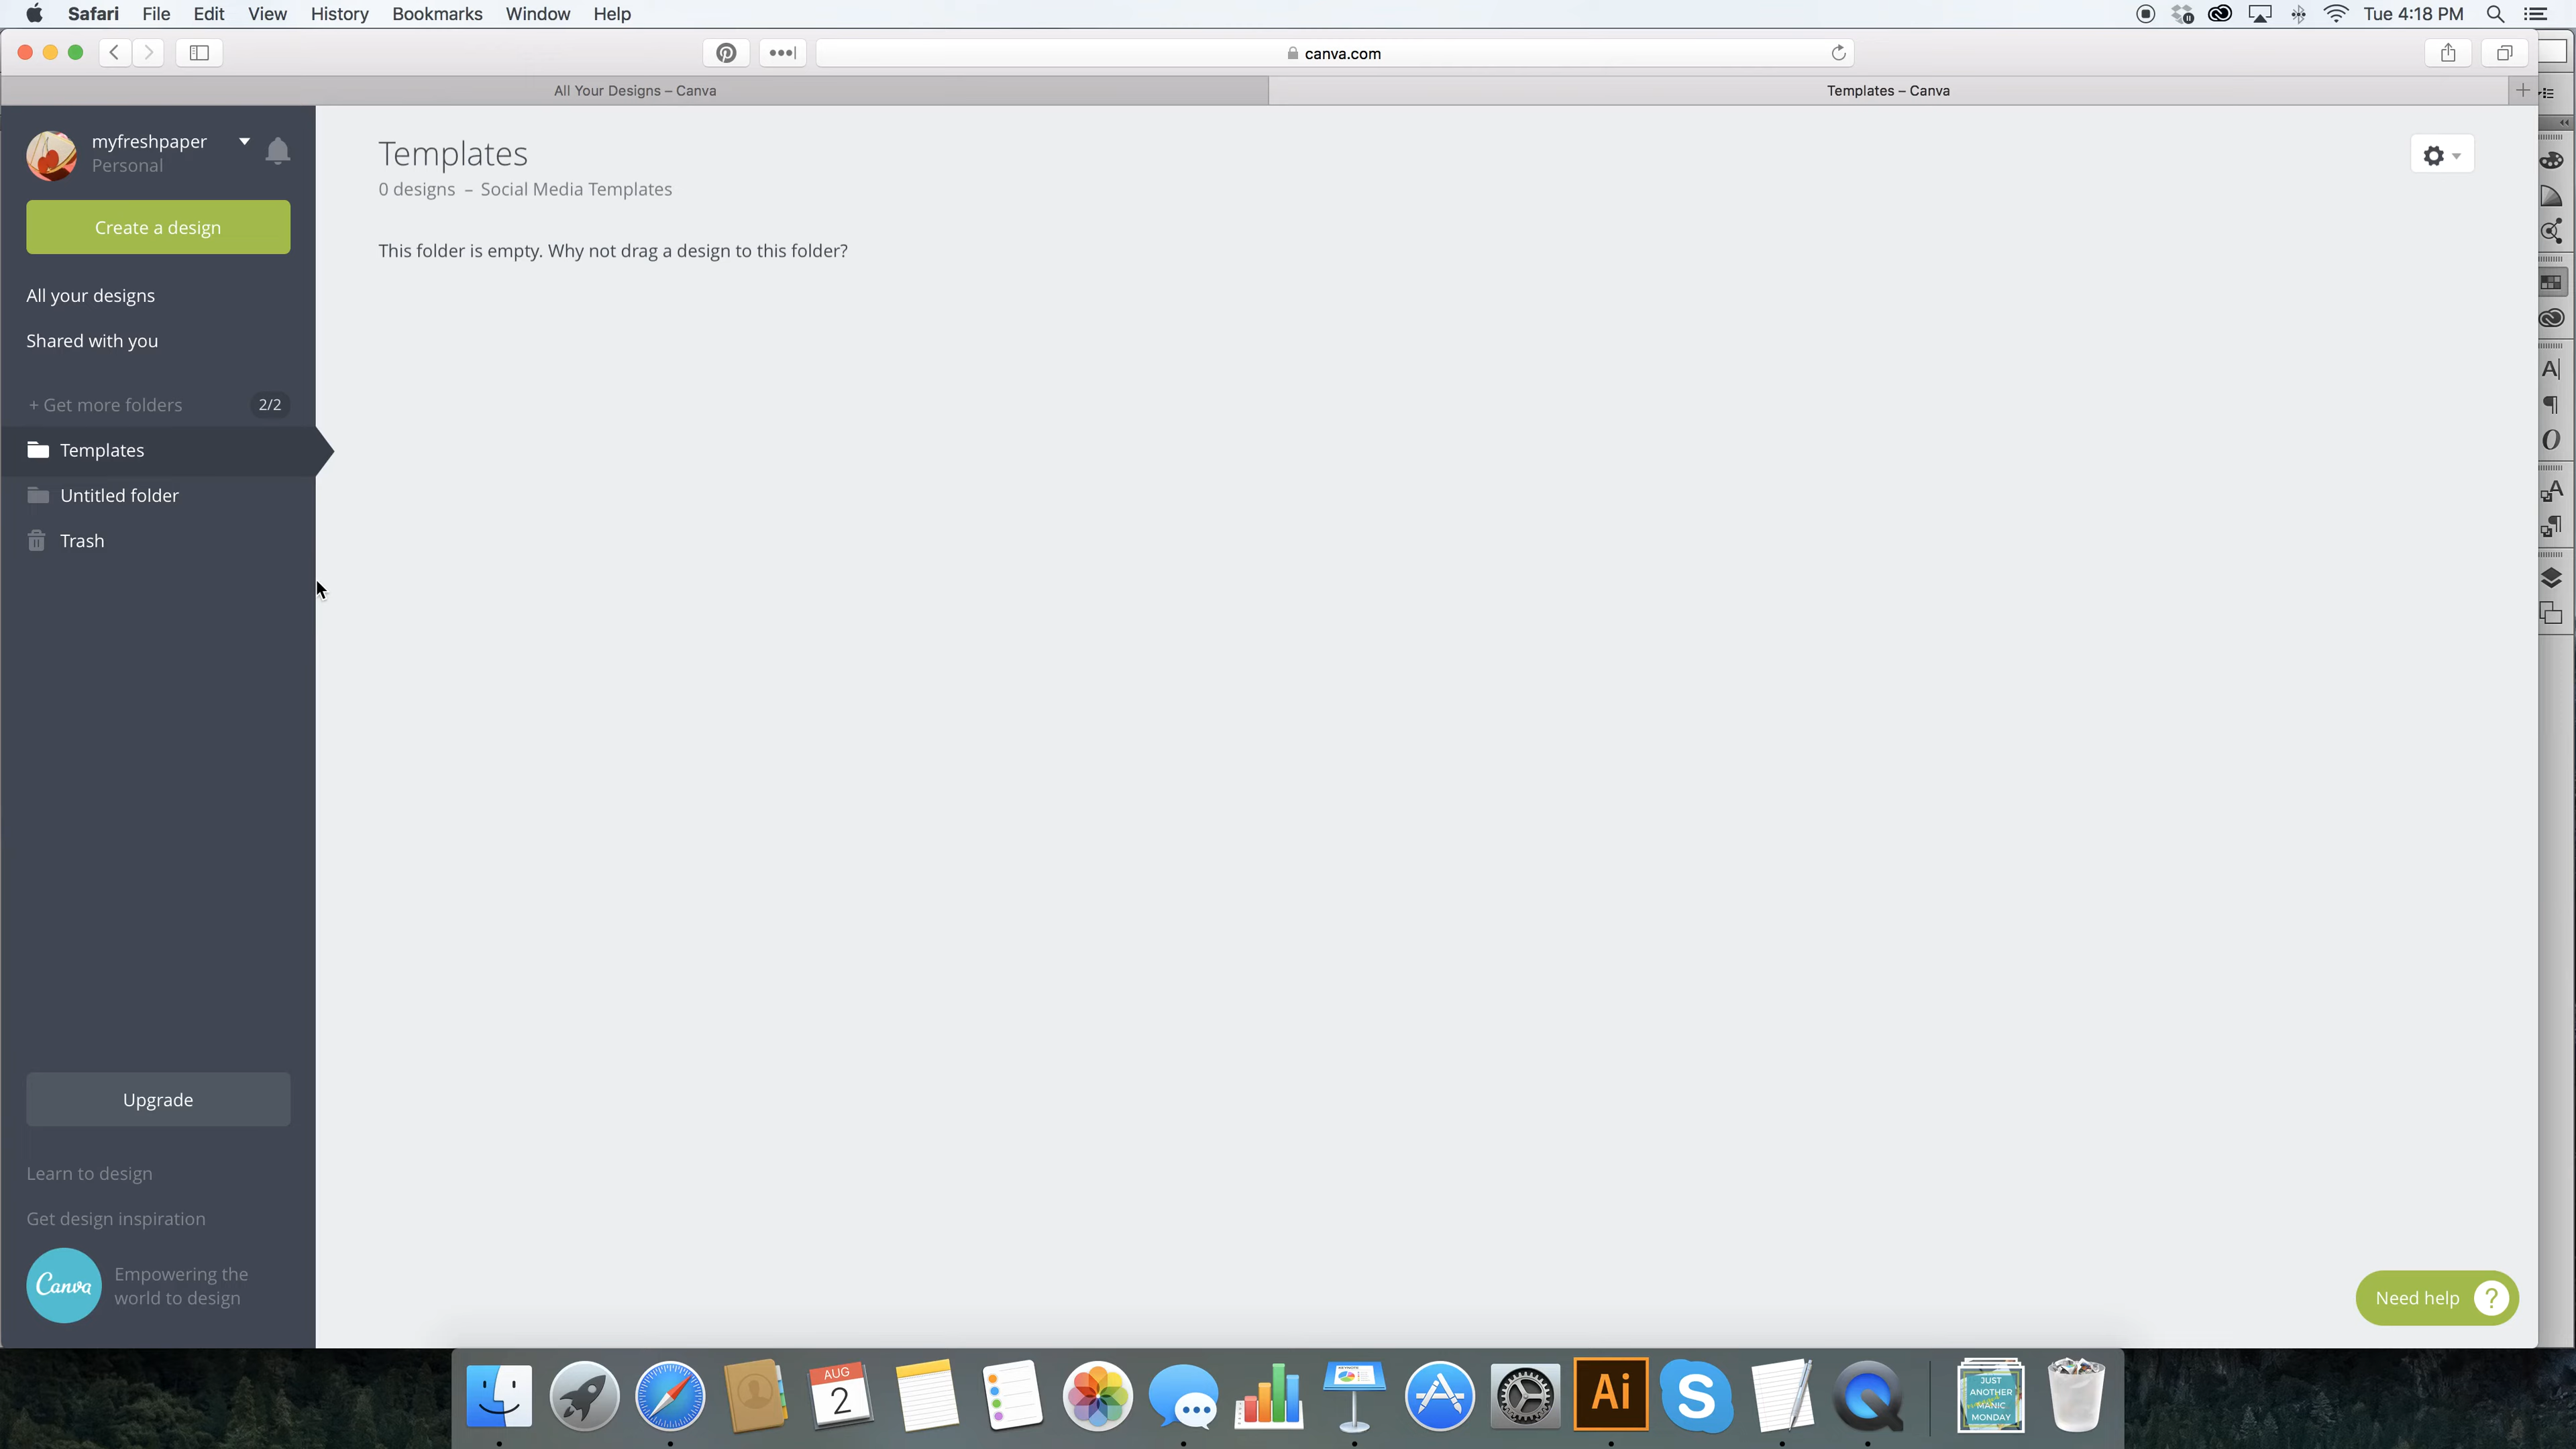 Safari File Edit View History Bookmarks Window Help Tue 4:18 PM
canva.com
All Your Designs – Canva
Templates – Canva
myfreshpaper
Personal
Create a design
All your designs
Shared with you
+ Get more folders 2/2
Templates
Untitled folder
Trash
Upgrade
Learn to design
Get design inspiration
Canva
Empowering the
world to design
Templates
0 designs – Social Media Templates
This folder is empty. Why not drag a design to this folder?
Need help ?
AUG
2
Ai
S
JUST
ANOTHER
MANIC
MONDAY